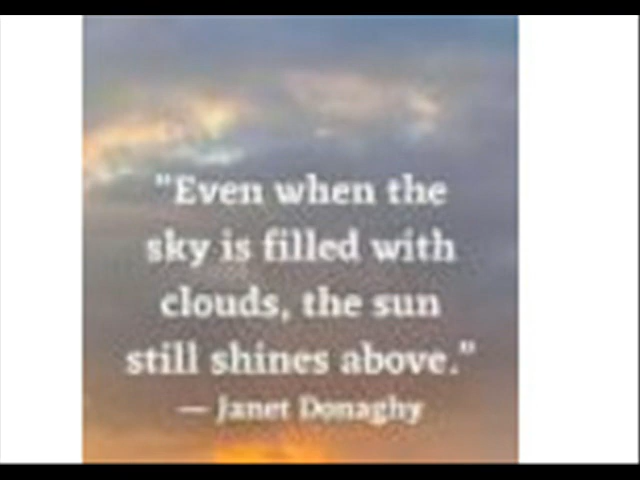 "Even when the
sky is filled with
clouds, the sun
still shines above."
— Janet Donaghy